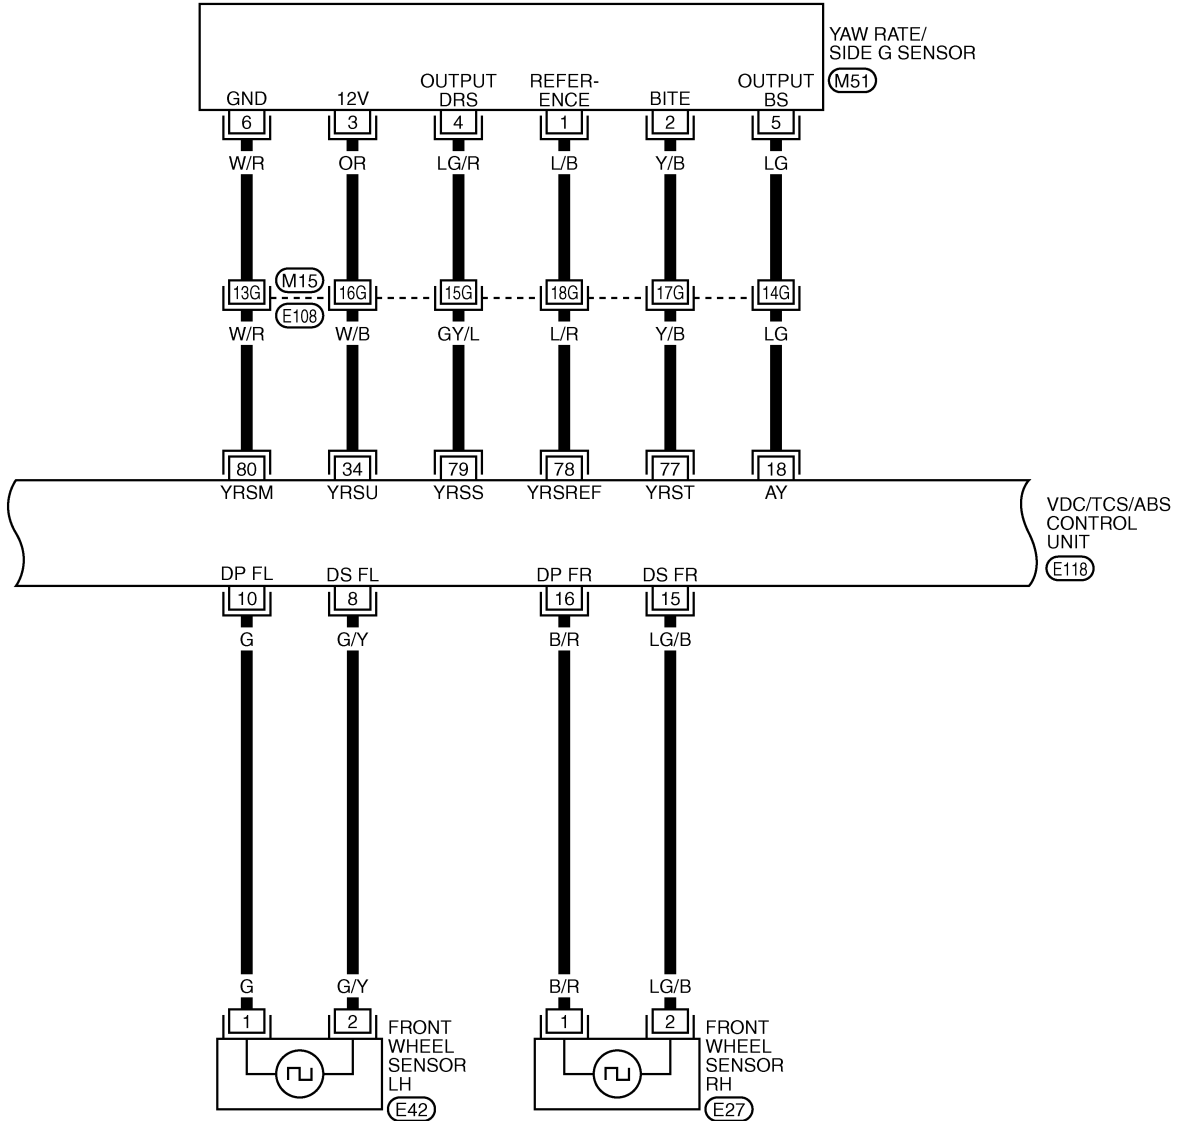 YAW RATE/
SIDE G SENSOR
M51
GND
12V
OUTPUT
DRS
REFER-
ENCE
BITE
OUTPUT
BS
6 3 4 1 2 5
W/R OR LG/R L/B Y/B LG
M15
13G 16G 15G 18G 17G 14G
E108
W/R W/B GY/L L/R Y/B LG
80 34 79 78 77 18
YRSM YRSU YRSS YRSREF YRST AY
VDC/TCS/ABS
CONTROL
UNIT
E118
DP FL DS FL DP FR DS FR
10 8 16 15
G G/Y B/R LG/B
G G/Y B/R LG/B
1 2 1 2
FRONT
WHEEL
SENSOR
LH
E42
FRONT
WHEEL
SENSOR
RH
E27